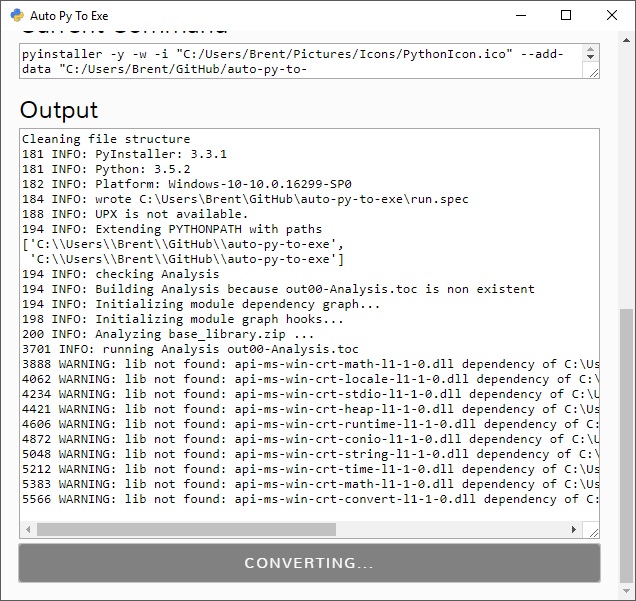 Auto Py To Exe
Current Command
pyinstaller -y -w -i "C:/Users/Brent/Pictures/Icons/PythonIcon.ico" --add-
data "C:/Users/Brent/GitHub/auto-py-to-
Output
Cleaning file structure
181 INFO: PyInstaller: 3.3.1
181 INFO: Python: 3.5.2
182 INFO: Platform: Windows-10-10.0.16299-SP0
184 INFO: wrote C:\Users\Brent\GitHub\auto-py-to-exe\run.spec
188 INFO: UPX is not available.
194 INFO: Extending PYTHONPATH with paths
['C:\\Users\\Brent\\GitHub\\auto-py-to-exe',
 'C:\\Users\\Brent\\GitHub\\auto-py-to-exe']
194 INFO: checking Analysis
194 INFO: Building Analysis because out00-Analysis.toc is non existent
194 INFO: Initializing module dependency graph...
198 INFO: Initializing module graph hooks...
200 INFO: Analyzing base_library.zip ...
3701 INFO: running Analysis out00-Analysis.toc
3888 WARNING: lib not found: api-ms-win-crt-math-l1-1-0.dll dependency of C:\Us
4062 WARNING: lib not found: api-ms-win-crt-locale-l1-1-0.dll dependency of C:\
4234 WARNING: lib not found: api-ms-win-crt-stdio-l1-1-0.dll dependency of C:\U
4421 WARNING: lib not found: api-ms-win-crt-heap-l1-1-0.dll dependency of C:\Us
4606 WARNING: lib not found: api-ms-win-crt-runtime-l1-1-0.dll dependency of C:
4872 WARNING: lib not found: api-ms-win-crt-conio-l1-1-0.dll dependency of C:\U
5048 WARNING: lib not found: api-ms-win-crt-string-l1-1-0.dll dependency of C:\
5212 WARNING: lib not found: api-ms-win-crt-time-l1-1-0.dll dependency of C:\Us
5383 WARNING: lib not found: api-ms-win-crt-math-l1-1-0.dll dependency of C:\Us
5566 WARNING: lib not found: api-ms-win-crt-convert-l1-1-0.dll dependency of C:
CONVERTING...